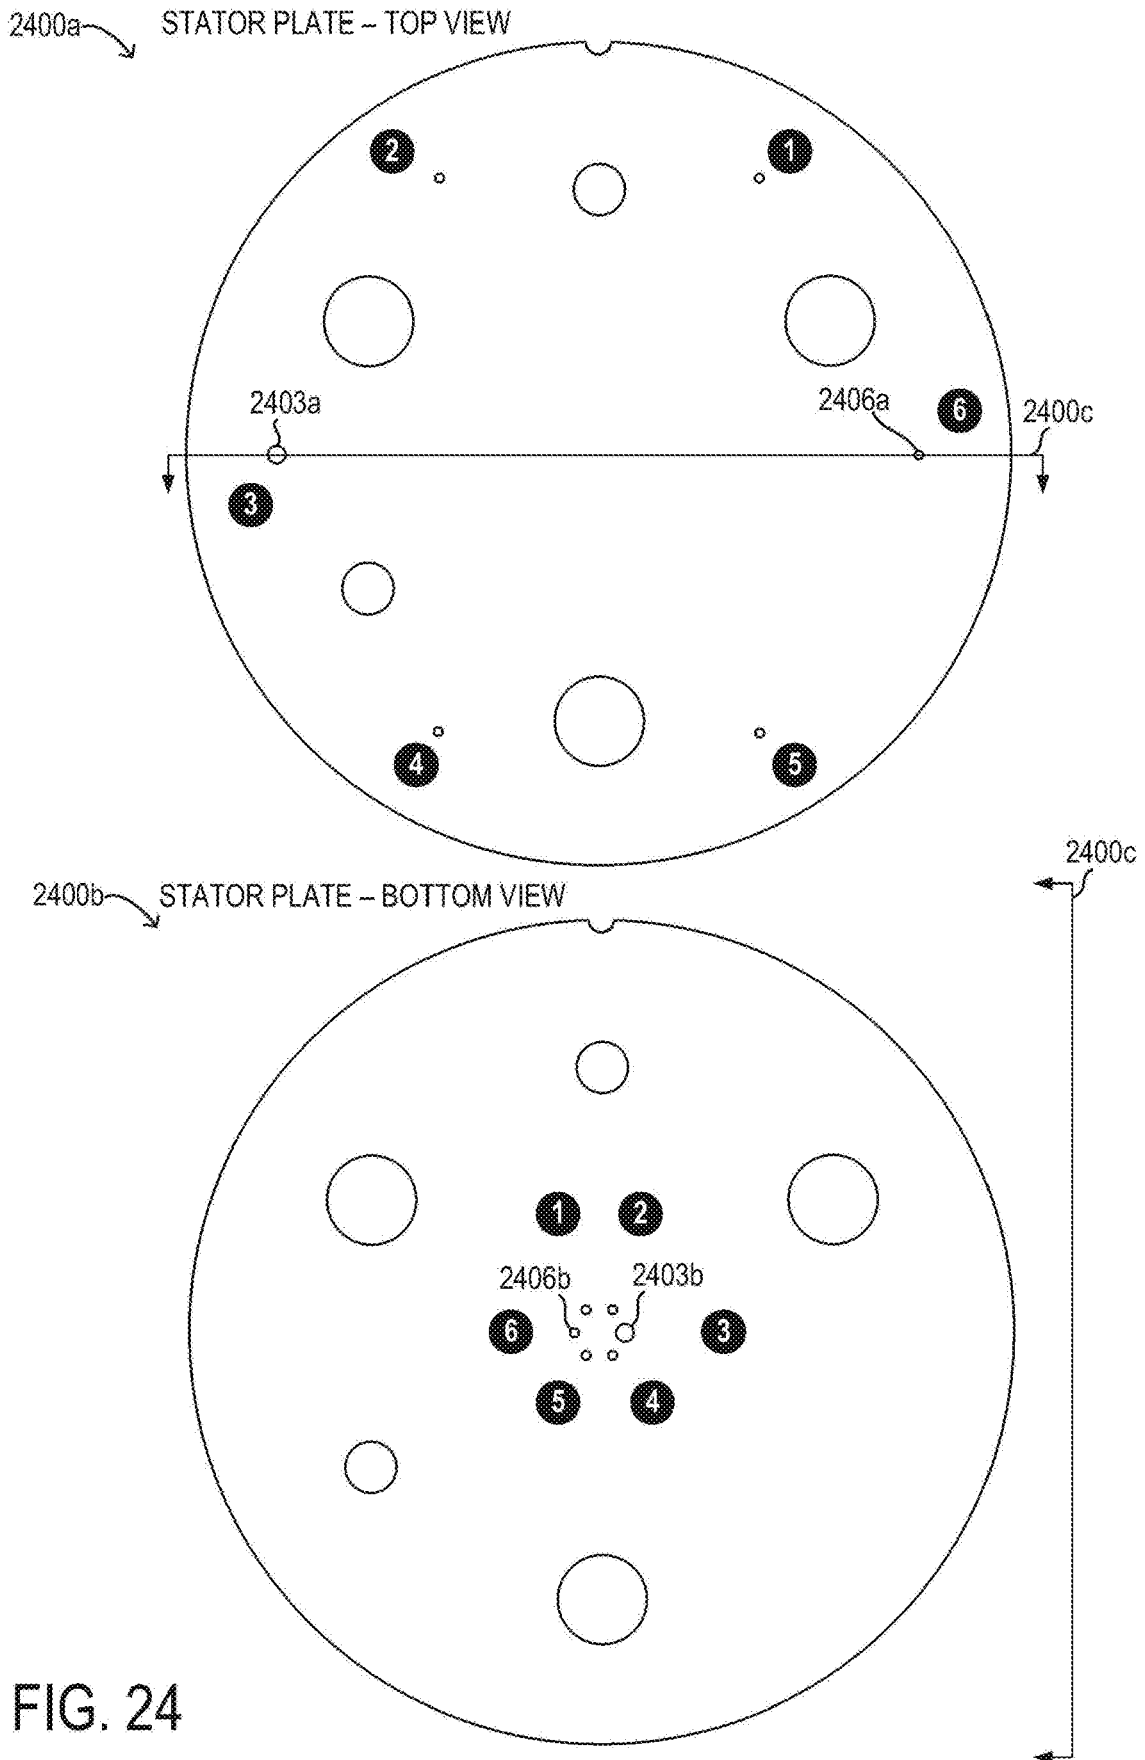 2400a
STATOR PLATE – TOP VIEW
2
1
2403a
2406a
6
2400c
3
4
5
2400c
2400b
STATOR PLATE – BOTTOM VIEW
1
2
2406b
2403b
6
3
5
4
FIG. 24